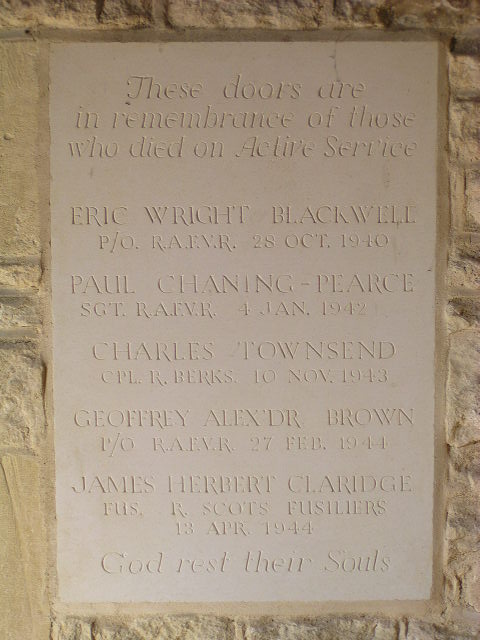 These doors are
in remembrance of those
who died on Active Service
ERIC WRIGHT BLACKWELL
P/O. R.A.F.V.R. 28 OCT. 1940
PAUL CHANING-PEARCE
SGT. R.A.F.V.R. 4 JAN. 1942
CHARLES TOWNSEND
CPL. R. BERKS. 10 NOV. 1943
GEOFFREY ALEX'DR BROWN
P/O R.A.F.V.R. 27 FEB. 1944
JAMES HERBERT CLARIDGE
FUS. R. SCOTS FUSILIERS
13 APR. 1944
God rest their Souls